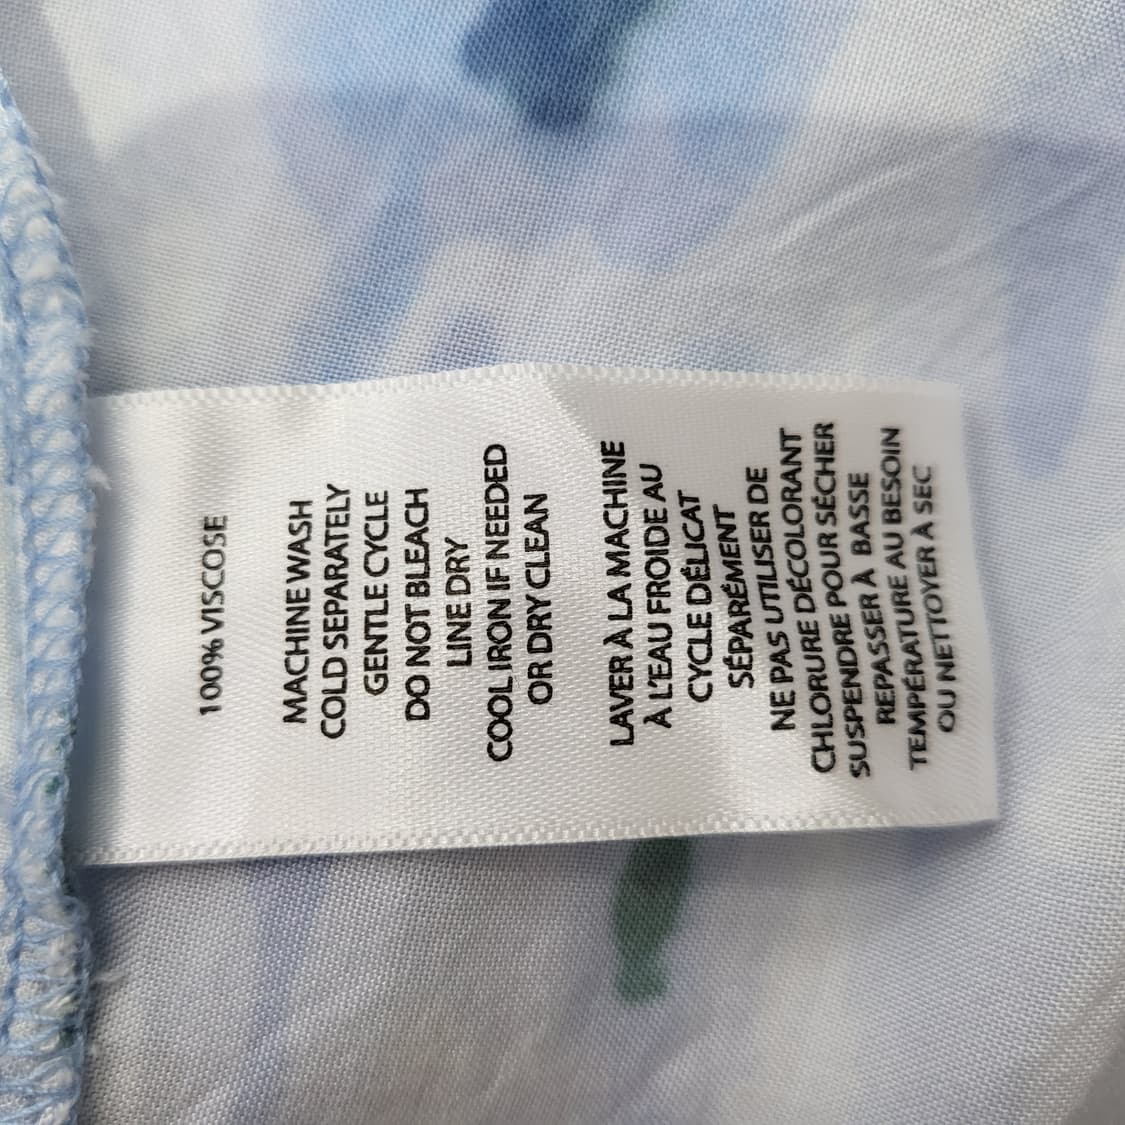 100% VISCOSE
MACHINE WASH
COLD SEPARATELY
GENTLE CYCLE
DO NOT BLEACH
LINE DRY
COOL IRON IF NEEDED
OR DRY CLEAN
LAVER À LA MACHINE
À L'EAU FROIDE AU
CYCLE DÉLICAT
SÉPARÉMENT
NE PAS UTILISER DE
CHLORURE DÉCOLORANT
SUSPENDRE POUR SÉCHER
REPASSER À BASSE
TEMPÉRATURE AU BESOIN
OU NETTOYER À SEC